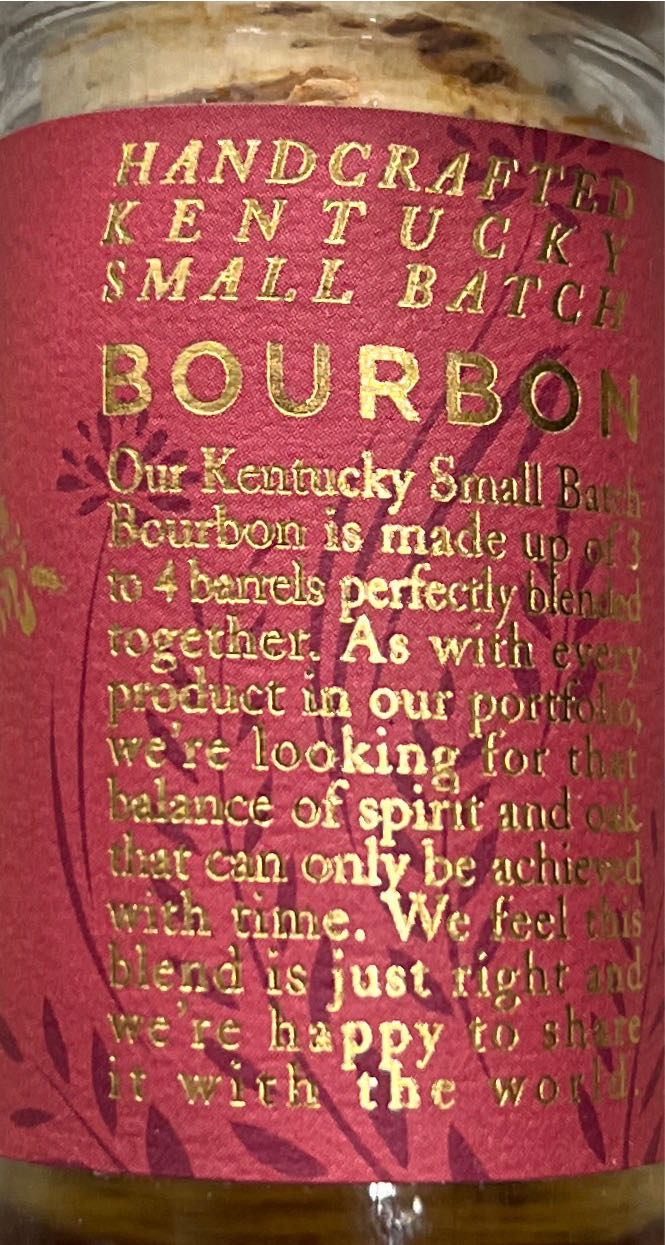 HANDCRAFTED
KENTUCKY
SMALL BATCH
BOURBON
Our Kentucky Small Batch
Bourbon is made up of 3
to 4 barrels perfectly blended
together. As with every
product in our portfolio,
we're looking for that
balance of spirit and oak
that can only be achieved
with time. We feel this
blend is just right and
we're happy to share
it with the world.